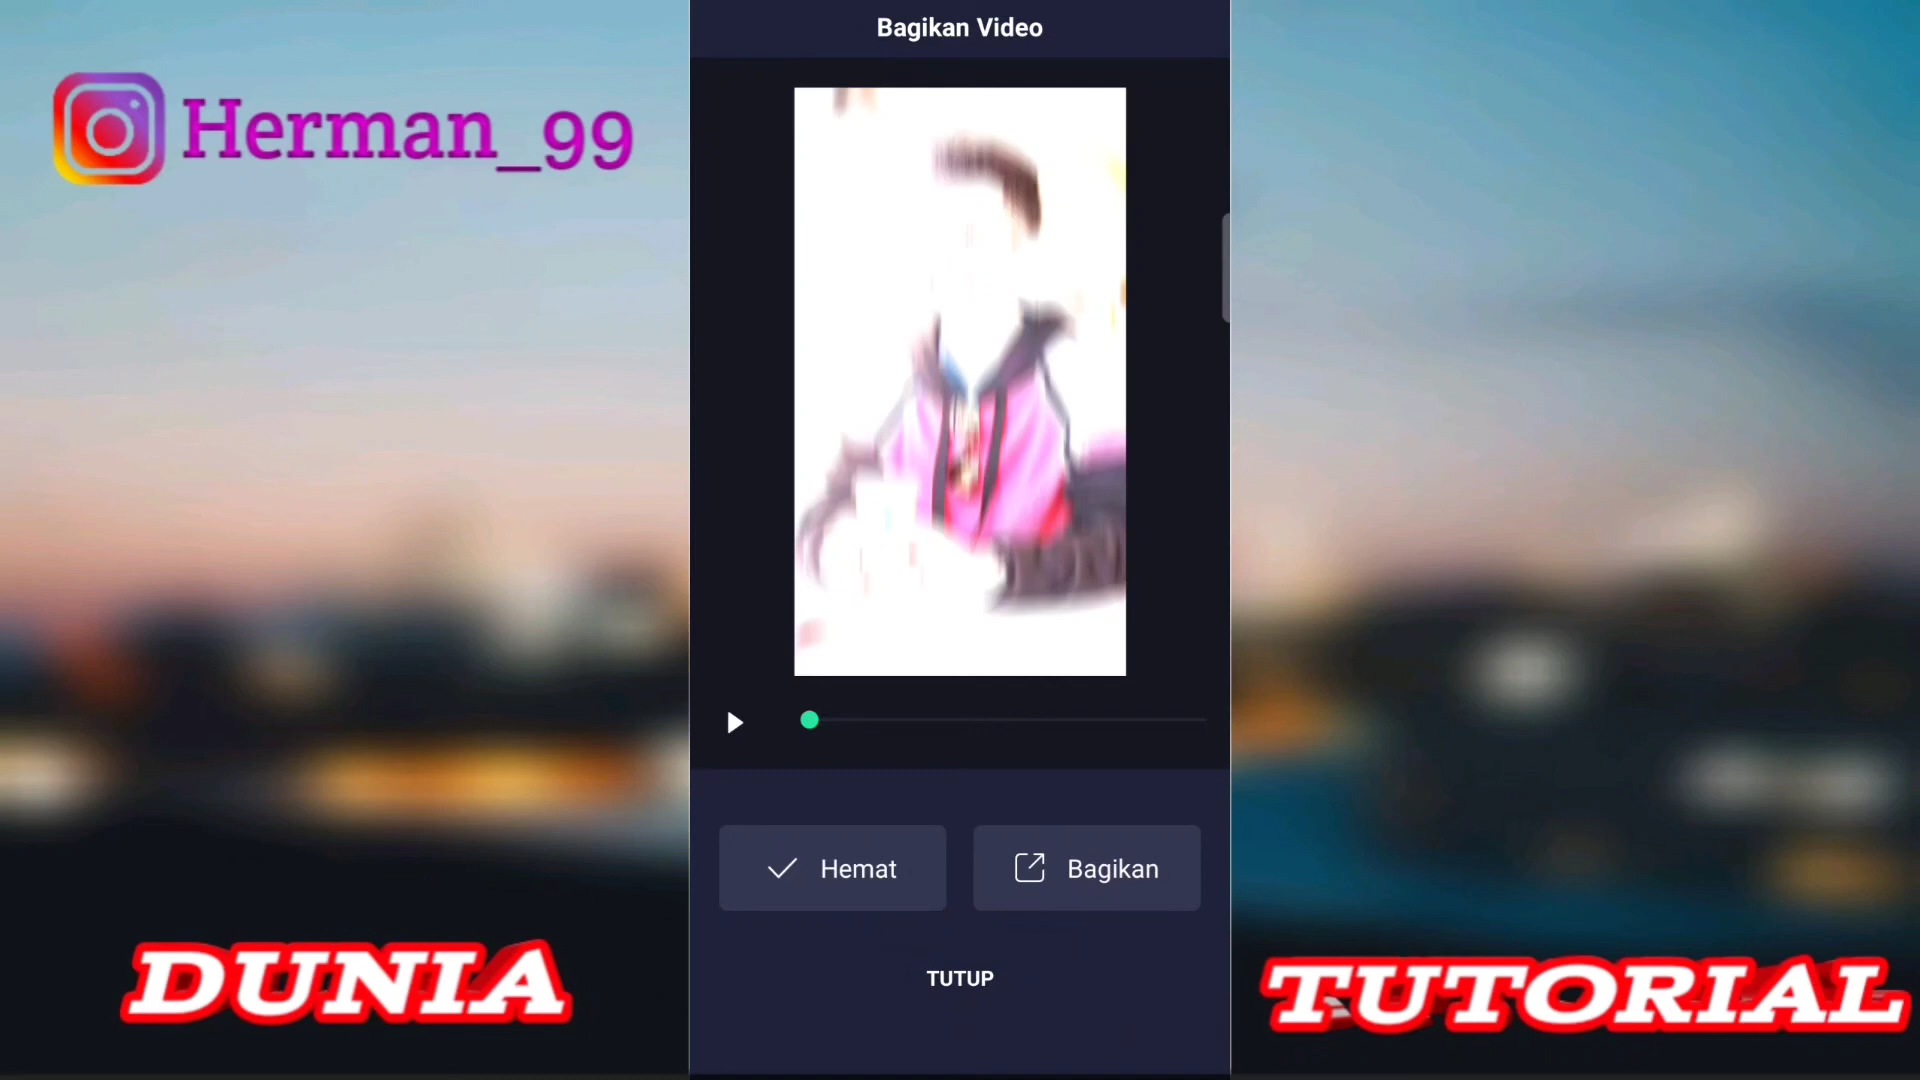 Bagikan Video
Herman_99
Hemat
Bagikan
TUTUP
DUNIA
TUTORIAL